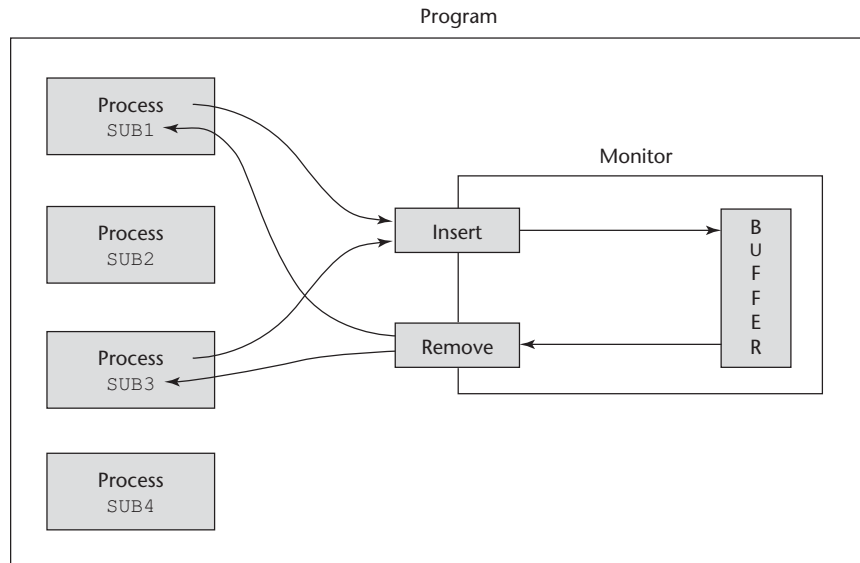 Program
Process
SUB1
Process
SUB2
Process
SUB3
Process
SUB4
Monitor
Insert
Remove
B
U
F
F
E
R